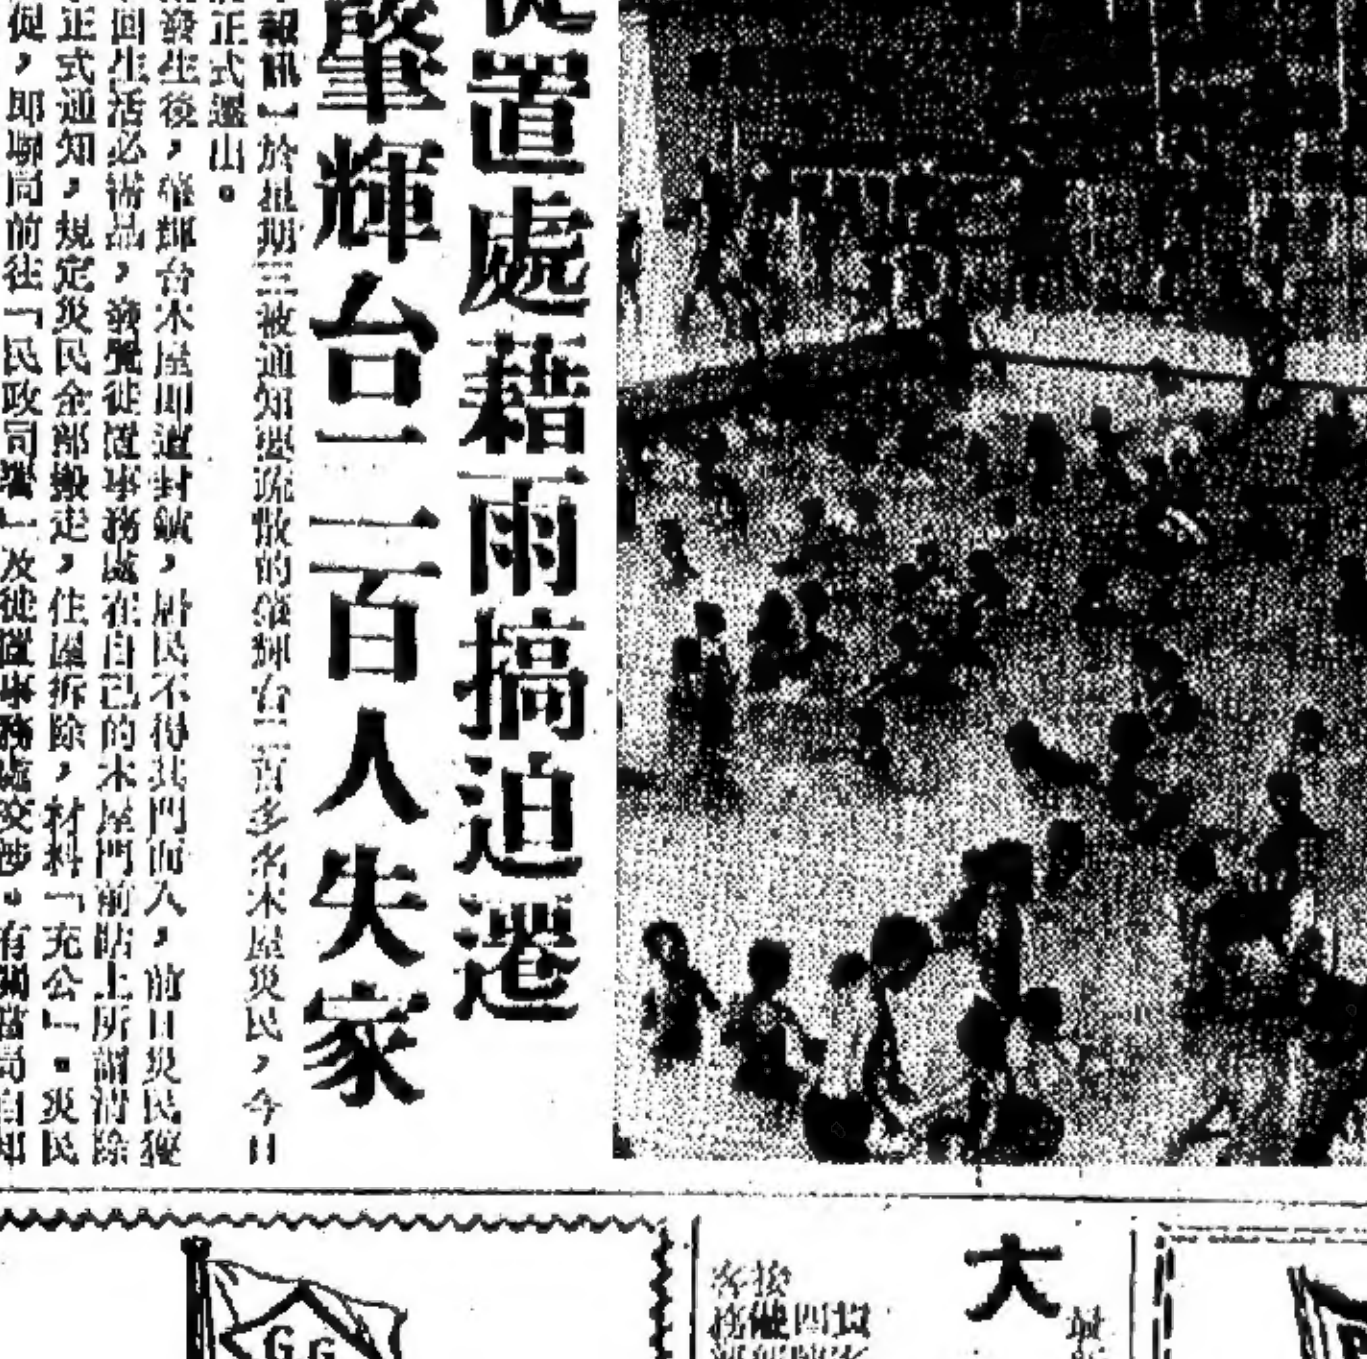 置處藉雨搞迫遷
肇輝台二百人失家
報訊】於星期三被通知要疏散的肇輝台二百多名木屋災民，今日
正式遷出。
發生後，肇輝台木屋即遭封鎖，居民不得其門而入，前日災民獲
回生活必需品，發覺徙置事務處在自己的木屋門前貼上所謂清除
正式通知，規定災民全部搬走，住屋拆除，材料「充公」。災民
促，即聯同前往「民政司署」及徙置事務處交涉。有關當局自知
G G
大